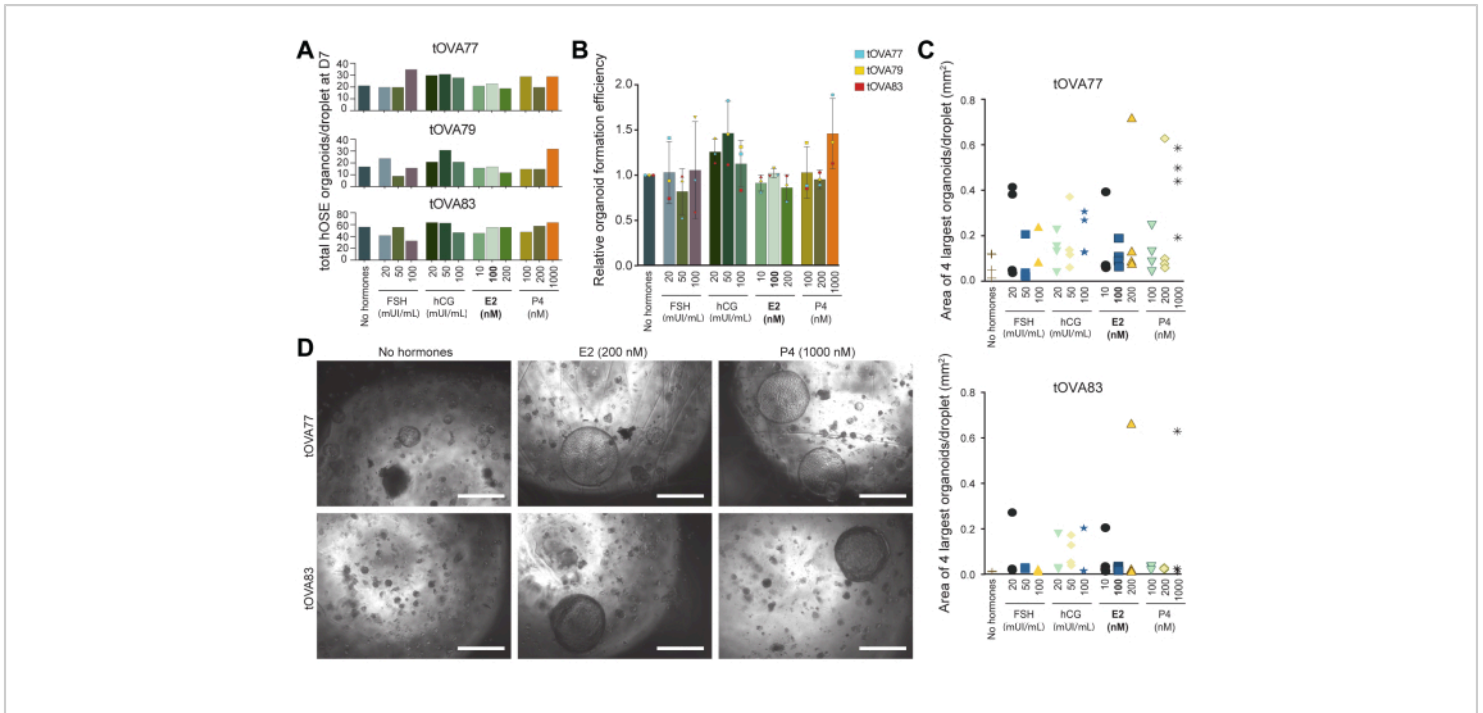 A
tOVA77
total hOSE organoids/droplet at D7
40
30
20
10
0
tOVA79
40
30
20
10
0
tOVA83
80
60
40
20
0
No hormones
20
50
100
20
50
100
10
100
200
100
200
1000
FSH
(mUI/mL)
hCG
(mUI/mL)
E2
(nM)
P4
(nM)
B
tOVA77
tOVA79
tOVA83
Relative organoid formation efficiency
2.0
1.5
1.0
0.5
0.0
No hormones
20
50
100
20
50
100
10
100
200
100
200
1000
FSH
(mUI/mL)
hCG
(mUI/mL)
E2
(nM)
P4
(nM)
C
tOVA77
Area of 4 largest organoids/droplet (mm²)
0.8
0.6
0.4
0.2
0.0
No hormones
20
50
100
20
50
100
10
100
200
100
200
1000
FSH
(mUI/mL)
hCG
(mUI/mL)
E2
(nM)
P4
(nM)
tOVA83
Area of 4 largest organoids/droplet (mm²)
0.8
0.6
0.4
0.2
0.0
No hormones
20
50
100
20
50
100
10
100
200
100
200
1000
FSH
(mUI/mL)
hCG
(mUI/mL)
E2
(nM)
P4
(nM)
D
No hormones
E2 (200 nM)
P4 (1000 nM)
tOVA77
tOVA83